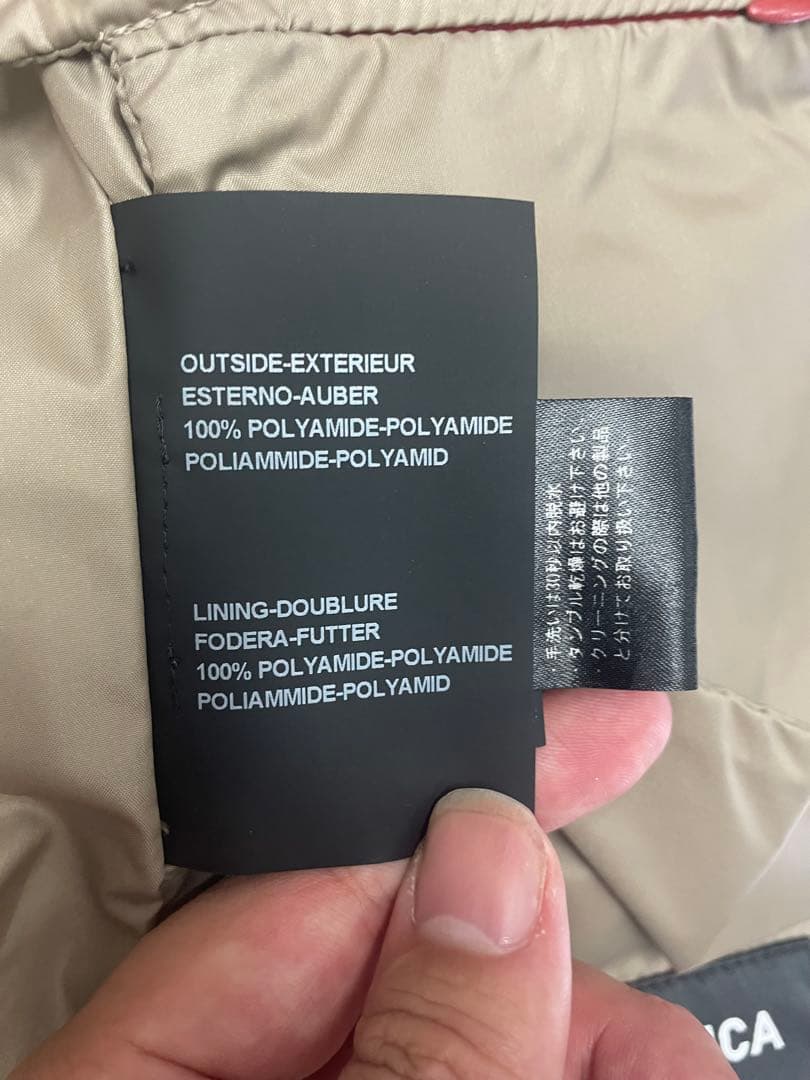 OUTSIDE-EXTERIEUR
ESTERNO-AUBER
100% POLYAMIDE-POLYAMIDE
POLIAMMIDE-POLYAMID
LINING-DOUBLURE
FODERA-FUTTER
100% POLYAMIDE-POLYAMIDE
POLIAMMIDE-POLYAMID
手洗いは30秒以内脱水
タンブル乾燥はお避け下さい
クリーニングの際は他の製品
と分けてお取り扱い下さい
CA